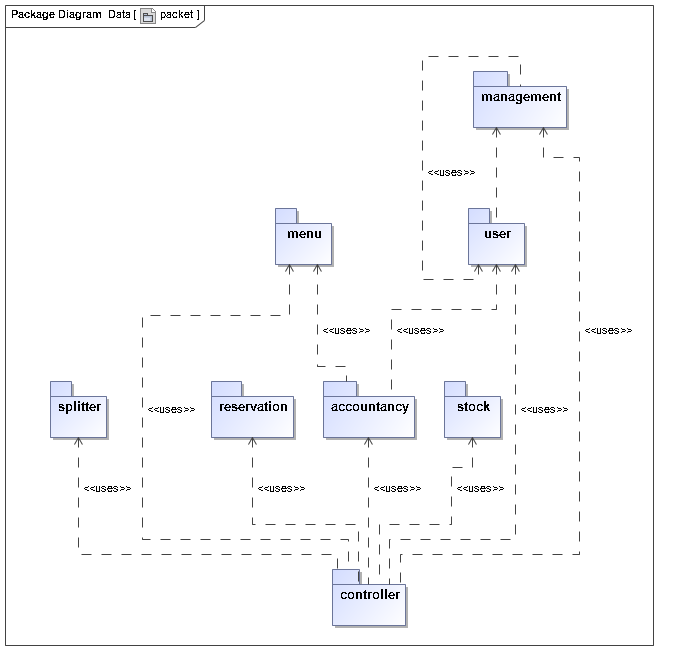 Package Diagram Data [ packet ]
management
<<uses>>
menu
user
<<uses>>
<<uses>>
<<uses>>
splitter
reservation
accountancy
stock
<<uses>>
<<uses>>
<<uses>>
<<uses>>
<<uses>>
<<uses>>
controller